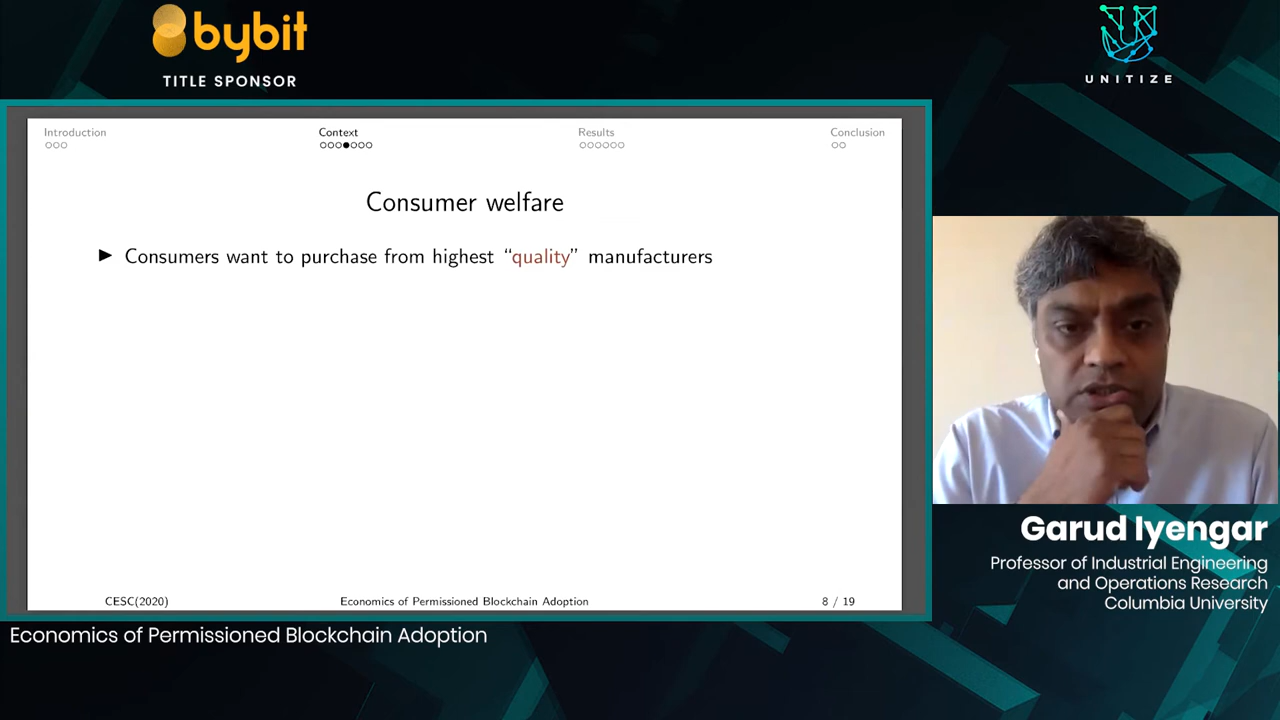 bybit
TITLE SPONSOR
UNITIZE
Introduction
Context
Results
Conclusion
Consumer welfare
► Consumers want to purchase from highest “quality” manufacturers
CESC(2020)
Economics of Permissioned Blockchain Adoption
8 / 19
Garud Iyengar
Professor of Industrial Engineering
and Operations Research
Columbia University
Economics of Permissioned Blockchain Adoption